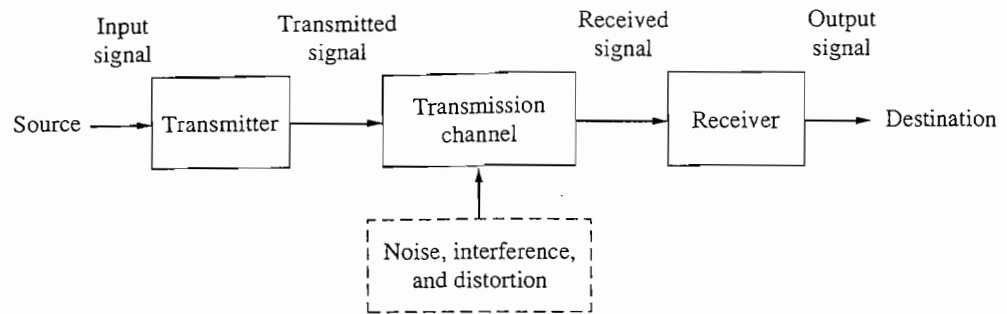 Input
signal
Transmitted
signal
Received
signal
Output
signal
Source
Transmitter
Transmission
channel
Receiver
Destination
Noise, interference,
and distortion